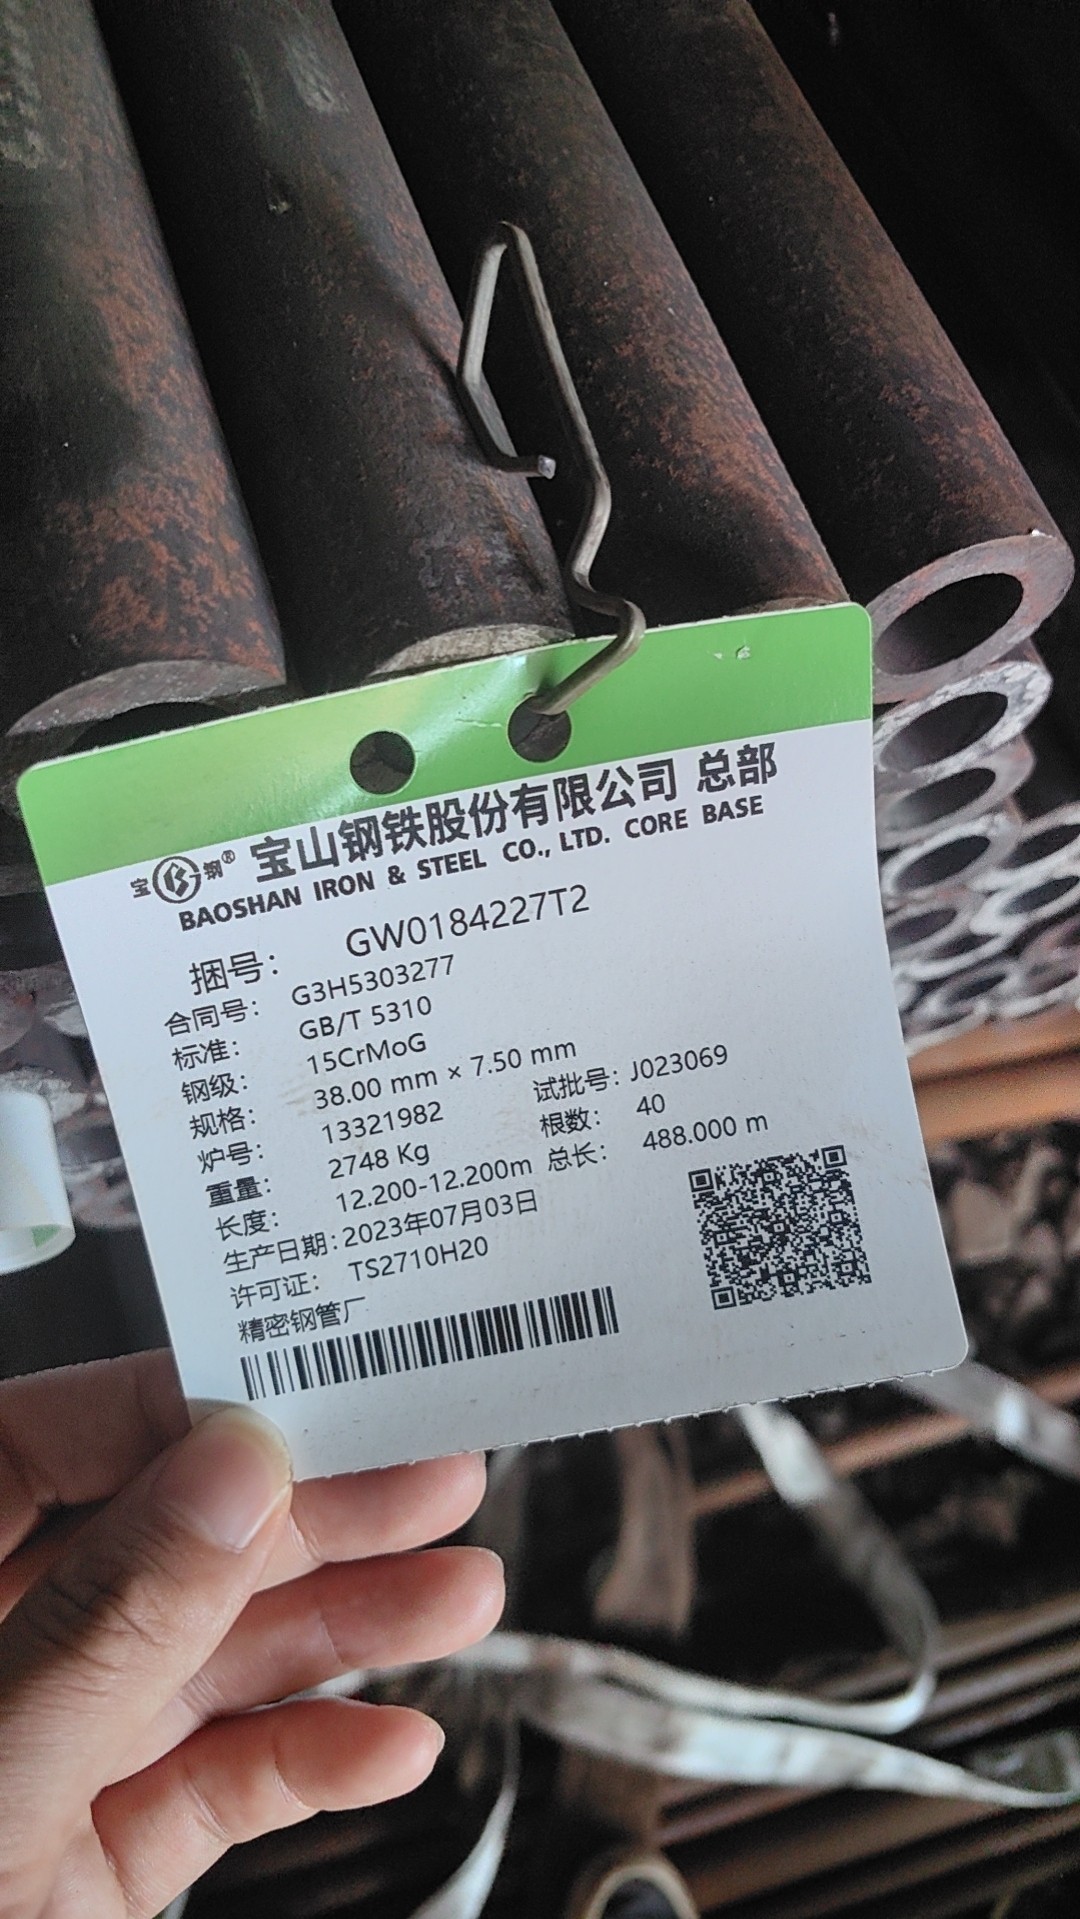 宝钢® 宝山钢铁股份有限公司 总部
BAOSHAN IRON & STEEL CO., LTD. CORE BASE
捆号: GW0184227T2
合同号: G3H5303277
标准: GB/T 5310
钢级: 15CrMoG
规格: 38.00 mm × 7.50 mm
炉号: 13321982 试批号: J023069
重量: 2748 Kg 根数: 40
长度: 12.200-12.200m 总长: 488.000 m
生产日期: 2023年07月03日
许可证: TS2710H20
精密钢管厂